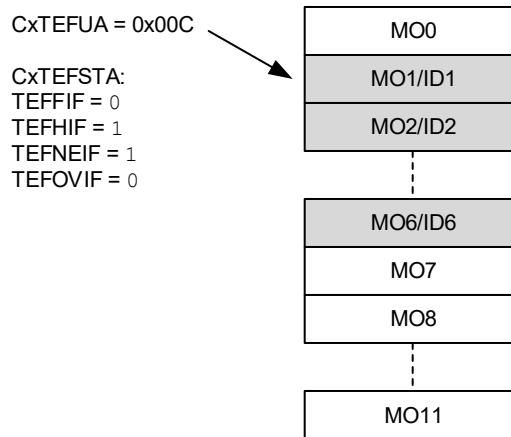 CxTEFUA = 0x00C
CxTEFSTA:
TEFFIF = 0
TEFHIF = 1
TEFNEIF = 1
TEFOVIF = 0
MO0
MO1/ID1
MO2/ID2
MO6/ID6
MO7
MO8
MO11